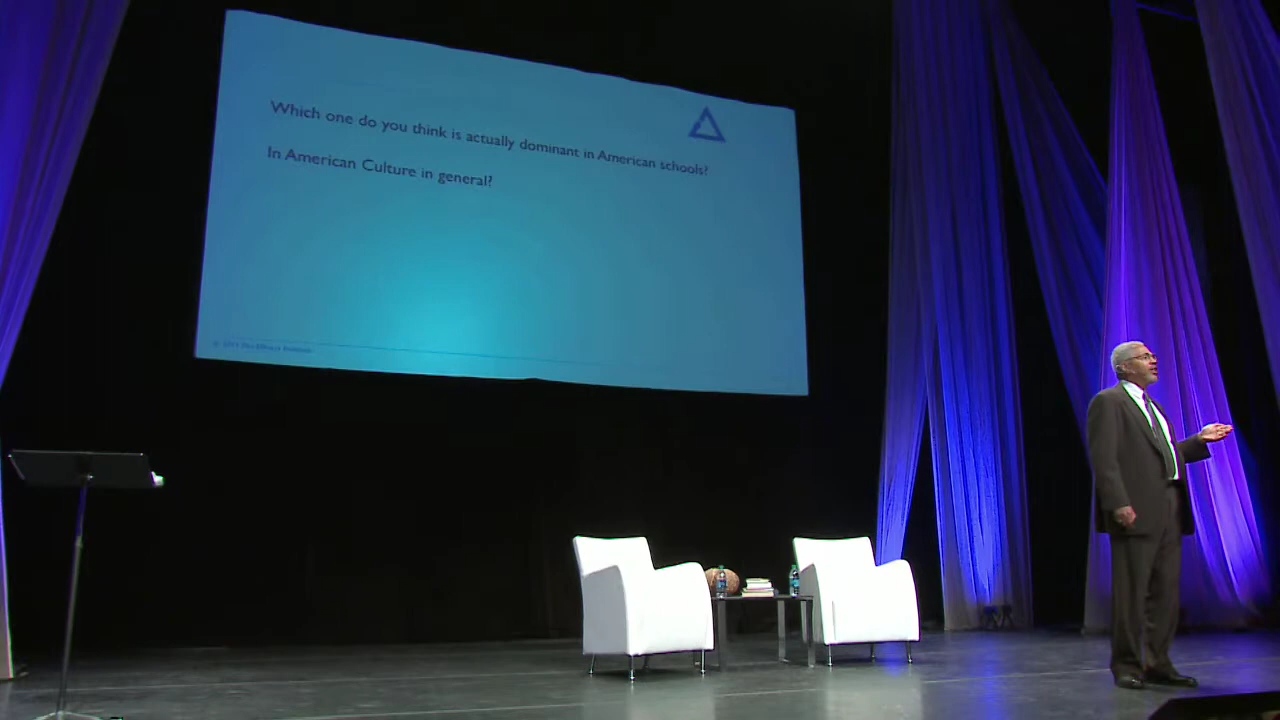 Which one do you think is actually dominant in American schools?
In American Culture in general?